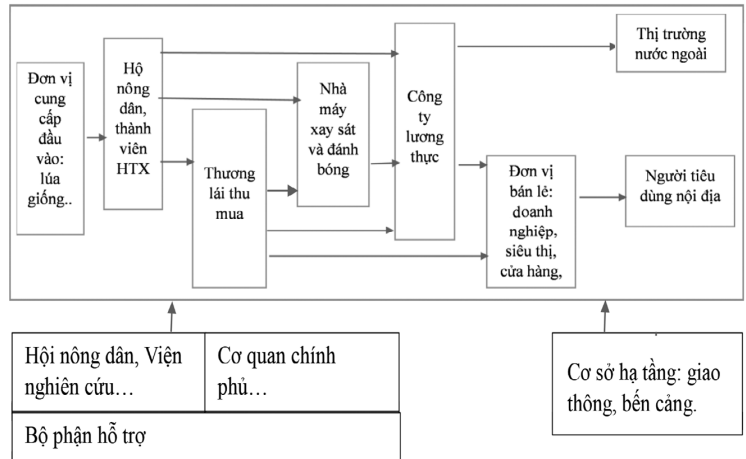 Đơn vị
cung
cấp
đầu
vào:
lúa
giống..
Hộ
nông
dân,
thành
viên
HTX
Thương
lái thu
mua
Nhà
máy
xay sát
và đánh
bóng
Công
ty
lương
thực
Thị trường
nước ngoài
Đơn vị
bán lẻ:
doanh
nghiệp,
siêu thị,
cửa hàng,
Người tiêu
dùng nội địa
Hội nông dân, Viện
nghiên cứu…
Cơ quan chính
phủ…
Bộ phận hỗ trợ
Cơ sở hạ tầng: giao
thông, bến cảng.